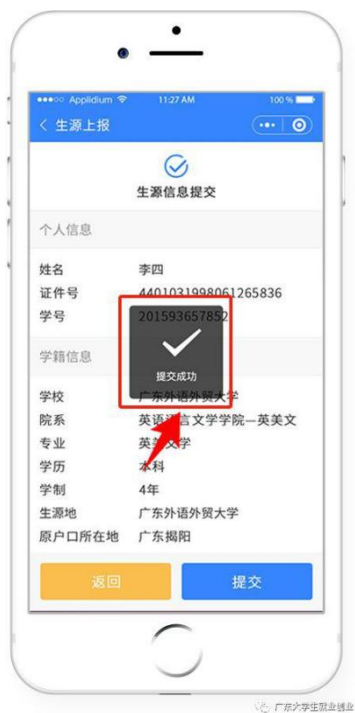 Applidium 11:27 AM 100 %
生源上报
生源信息提交
个人信息
姓名 李四
证件号 4401031998061265836
学号 201593657852
提交成功
学籍信息
学校 广东外语外贸大学
院系 英语语言文学学院—英美文
专业 英美文学
学历 本科
学制 4年
生源地 广东外语外贸大学
原户口所在地 广东揭阳
返回 提交
广东大学生就业创业